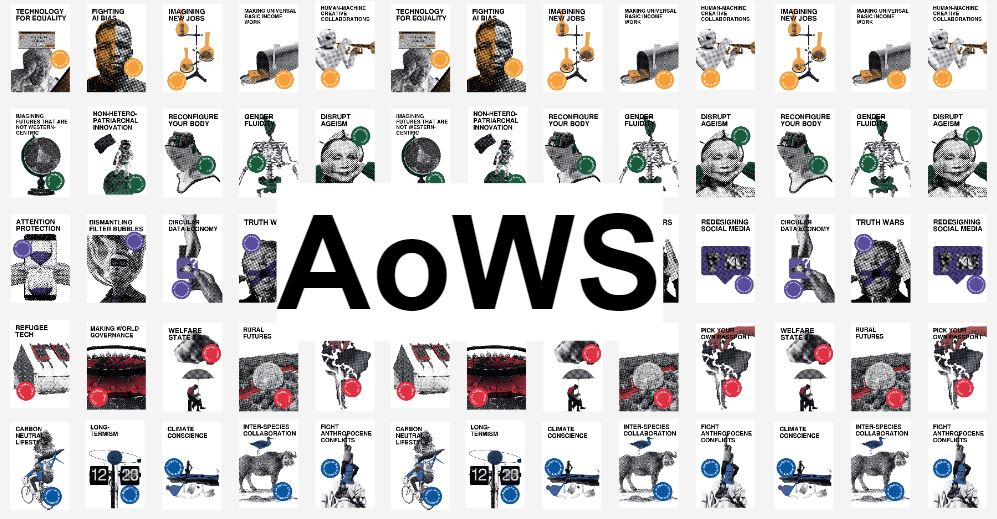 TECHNOLOGY
FOR EQUALITY
FIGHTING
AI BIAS
IMAGINING
NEW JOBS
MAKING UNIVERSAL
BASIC INCOME
WORK
HUMAN-MACHINE
CREATIVE
COLLABORATIONS
TECHNOLOGY
FOR EQUALITY
FIGHTING
AI BIAS
IMAGINING
NEW JOBS
MAKING UNIVERSAL
BASIC INCOME
WORK
HUMAN-MACHINE
CREATIVE
COLLABORATIONS
IMAGINING
NEW JOBS
MAKING UNIVERSAL
BASIC INCOME
WORK
HUMAN-MACHINE
CREATIVE
COLLABORATIONS
IMAGINING
FUTURES THAT ARE
NOT WESTERN-
CENTRIC
NON-HETERO-
PATRIARCHAL
INNOVATION
RECONFIGURE
YOUR BODY
GENDER
FLUIDITY
DISRUPT
AGEISM
IMAGINING
FUTURES THAT ARE
NOT WESTERN-
CENTRIC
NON-HETERO-
PATRIARCHAL
INNOVATION
RECONFIGURE
YOUR BODY
GENDER
FLUIDITY
DISRUPT
AGEISM
RECONFIGURE
YOUR BODY
GENDER
FLUIDITY
DISRUPT
AGEISM
ATTENTION
PROTECTION
DISMANTLING
FILTER BUBBLES
CIRCULAR
DATA ECONOMY
TRUTH W
AoWS
RS
REDESIGNING
SOCIAL MEDIA
CIRCULAR
DATA ECONOMY
TRUTH WARS
REDESIGNING
SOCIAL MEDIA
REFUGEE
TECH
MAKING WORLD
GOVERNANCE
WELFARE
STATE
RURAL
FUTURES
PICK YOUR
OWN PASSPORT
WELFARE
STATE
RURAL
FUTURES
PICK YOUR
OWN PASSPORT
CARBON
NEUTRAL
LIFESTYLE
LONG-
TERMISM
12
CLIMATE
CONSCIENCE
INTER-SPECIES
COLLABORATION
FIGHT
ANTHROPOCENE
CONFLICTS
CARBON
NEUTRAL
LIFESTYLE
LONG-
TERMISM
12
CLIMATE
CONSCIENCE
INTER-SPECIES
COLLABORATION
FIGHT
ANTHROPOCENE
CONFLICTS
CLIMATE
CONSCIENCE
INTER-SPECIES
COLLABORATION
FIGHT
ANTHROPOCENE
CONFLICTS